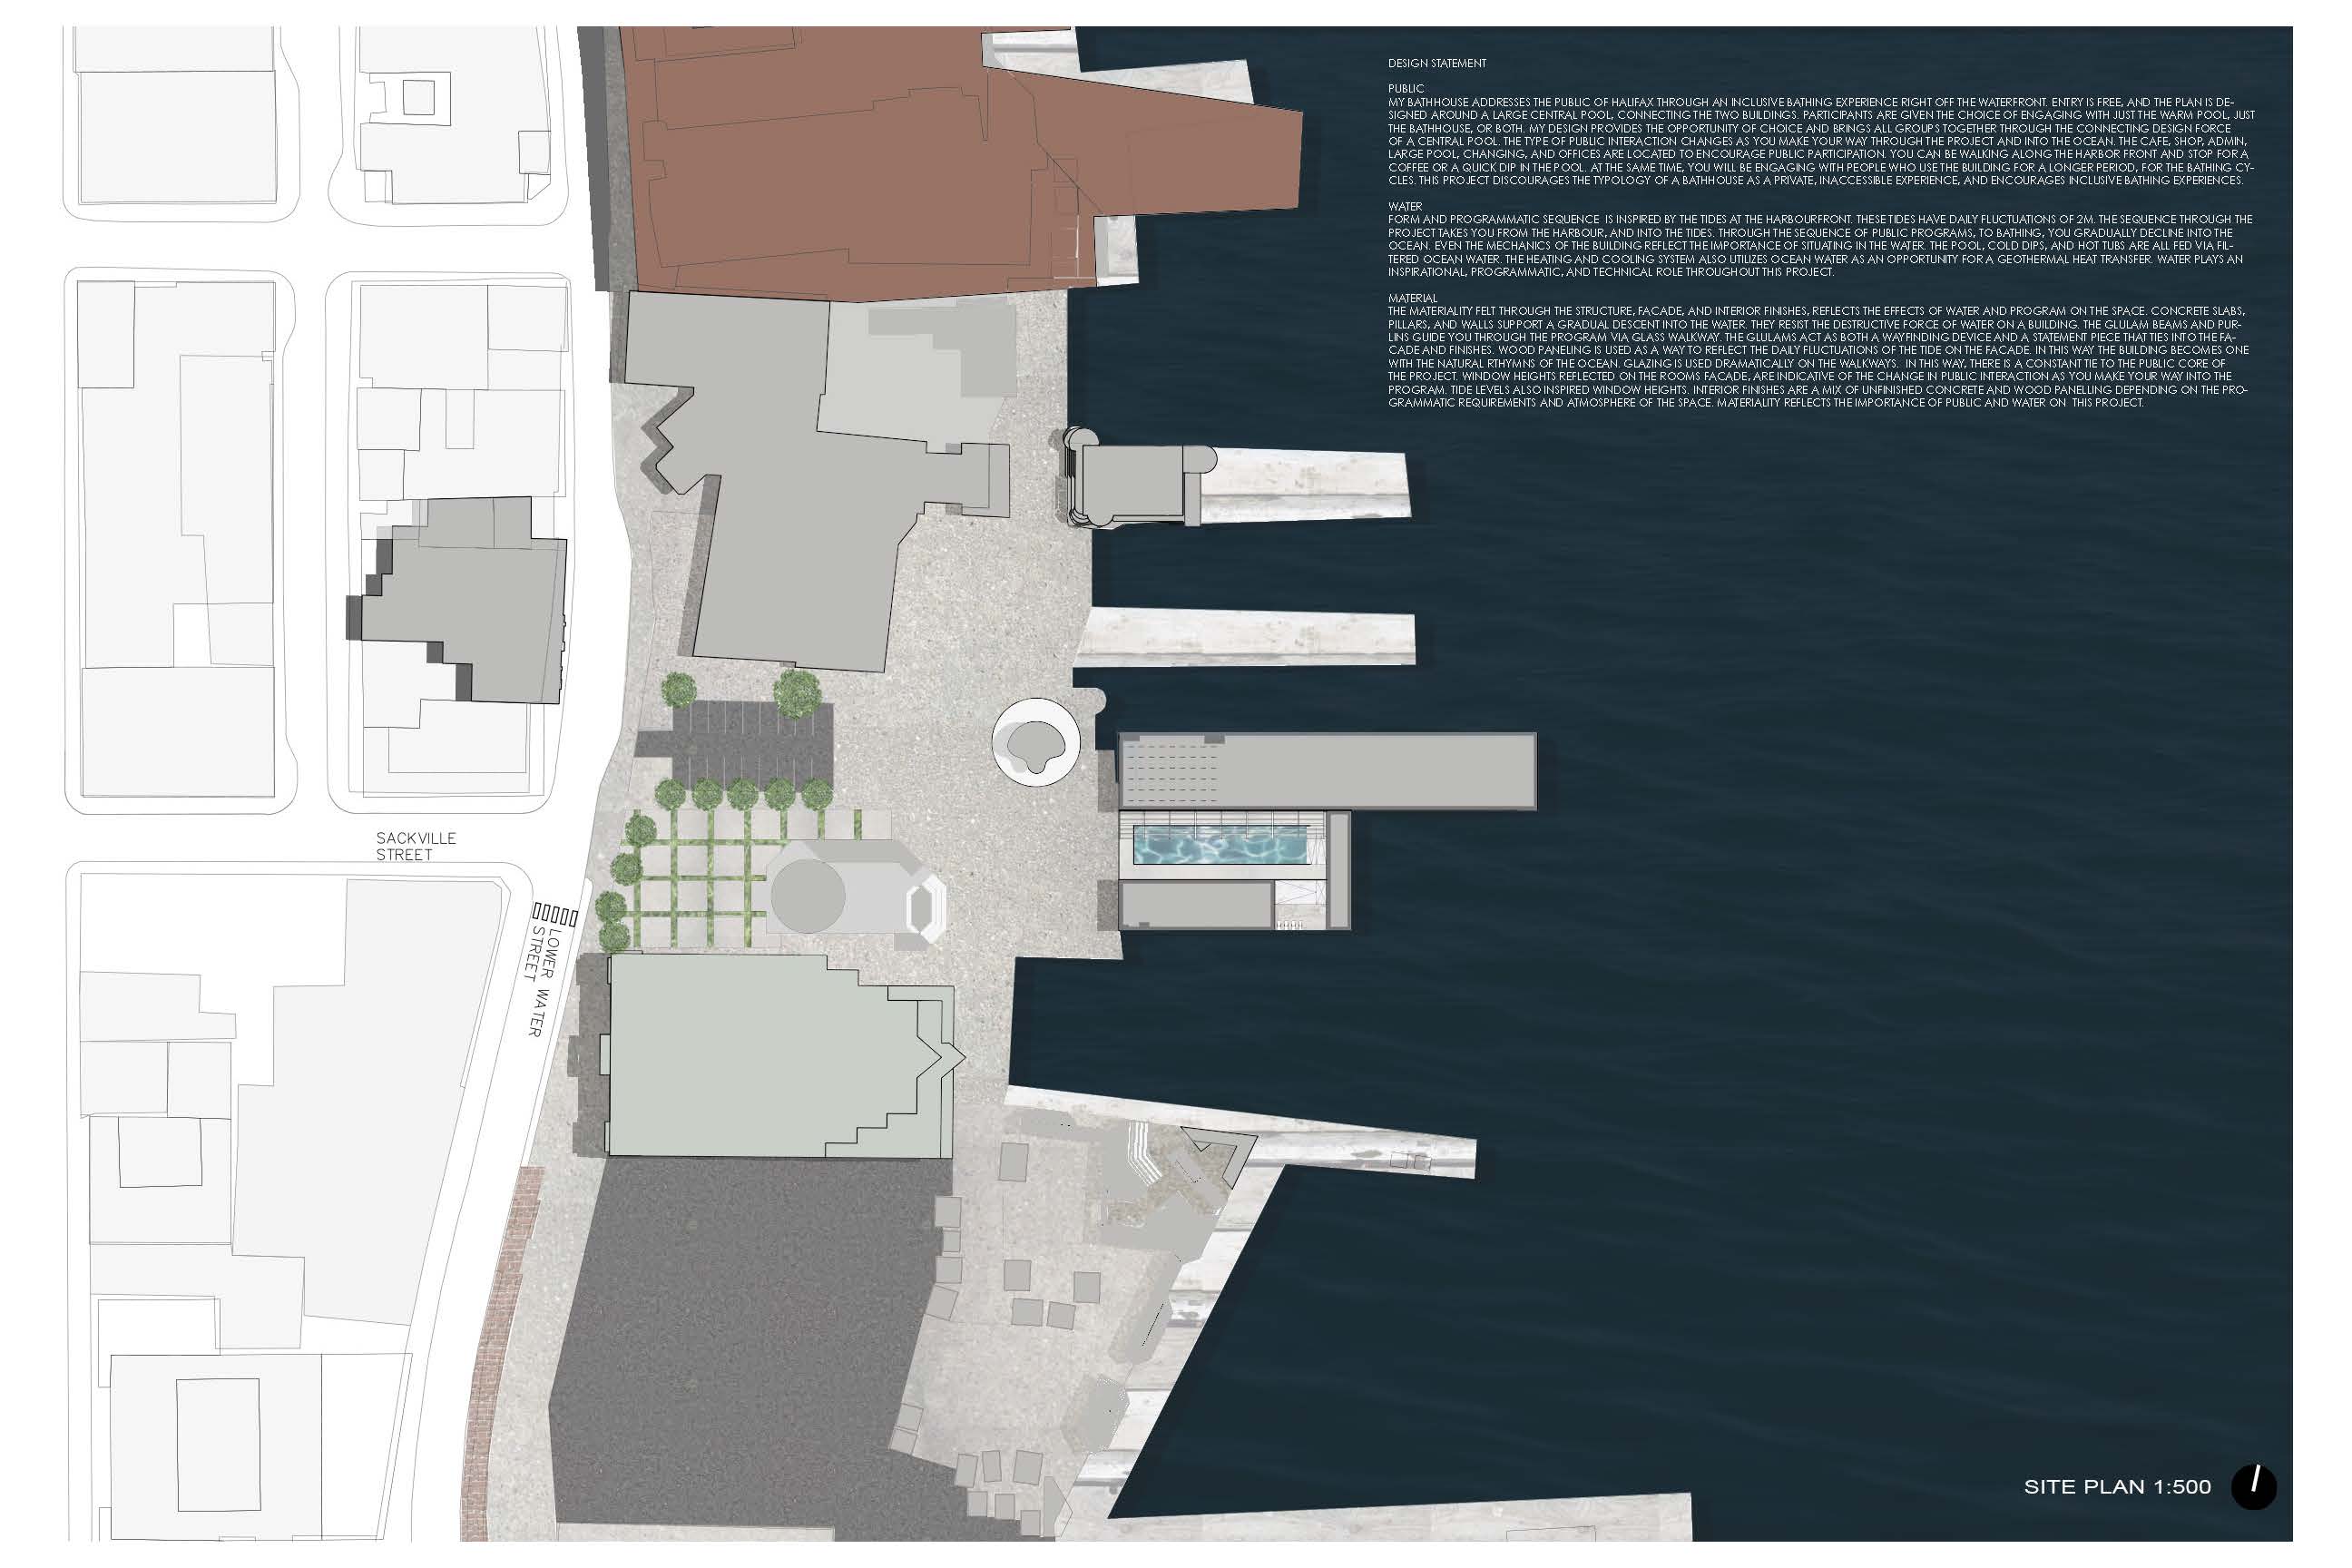 DESIGN STATEMENT
PUBLIC
MY BATHHOUSE ADDRESSES THE PUBLIC OF HALIFAX THROUGH AN INCLUSIVE BATHING EXPERIENCE RIGHT OFF THE WATERFRONT. ENTRY IS FREE, AND THE PLAN IS DE-
SIGNED AROUND A LARGE CENTRAL POOL, CONNECTING THE TWO BUILDINGS. PARTICIPANTS ARE GIVEN THE CHOICE OF ENGAGING WITH JUST THE WARM POOL, JUST
THE BATHHOUSE, OR BOTH. MY DESIGN PROVIDES THE OPPORTUNITY OF CHOICE AND BRINGS ALL GROUPS TOGETHER THROUGH THE CONNECTING DESIGN FORCE
OF A CENTRAL POOL. THE TYPE OF PUBLIC INTERACTION CHANGES AS YOU MAKE YOUR WAY THROUGH THE PROJECT AND INTO THE OCEAN. THE CAFE, SHOP, ADMIN,
LARGE POOL, CHANGING, AND OFFICES ARE LOCATED TO ENCOURAGE PUBLIC PARTICIPATION. YOU CAN BE WALKING ALONG THE HARBOR FRONT AND STOP FOR A
COFFEE OR A QUICK DIP IN THE POOL. AT THE SAME TIME, YOU WILL BE ENGAGING WITH PEOPLE WHO USE THE BUILDING FOR A LONGER PERIOD, FOR THE BATHING CY-
CLES. THIS PROJECT DISCOURAGES THE TYPOLOGY OF A BATHHOUSE AS A PRIVATE, INACCESSIBLE EXPERIENCE, AND ENCOURAGES INCLUSIVE BATHING EXPERIENCES.
WATER
FORM AND PROGRAMMATIC SEQUENCE IS INSPIRED BY THE TIDES AT THE HARBOURFRONT. THESE TIDES HAVE DAILY FLUCTUATIONS OF 2M. THE SEQUENCE THROUGH THE
PROJECT TAKES YOU FROM THE HARBOUR, AND INTO THE TIDES. THROUGH THE SEQUENCE OF PUBLIC PROGRAMS, TO BATHING, YOU GRADUALLY DECLINE INTO THE
OCEAN. EVEN THE MECHANICS OF THE BUILDING REFLECT THE IMPORTANCE OF SITUATING IN THE WATER. THE POOL, COLD DIPS, AND HOT TUBS ARE ALL FED VIA FIL-
TERED OCEAN WATER. THE HEATING AND COOLING SYSTEM ALSO UTILIZES OCEAN WATER AS AN OPPORTUNITY FOR A GEOTHERMAL HEAT TRANSFER. WATER PLAYS AN
INSPIRATIONAL, PROGRAMMATIC, AND TECHNICAL ROLE THROUGHOUT THIS PROJECT.
MATERIAL
THE MATERIALITY FELT THROUGH THE STRUCTURE, FACADE, AND INTERIOR FINISHES, REFLECTS THE EFFECTS OF WATER AND PROGRAM ON THE SPACE. CONCRETE SLABS,
PILLARS, AND WALLS SUPPORT A GRADUAL DESCENT INTO THE WATER. THEY RESIST THE DESTRUCTIVE FORCE OF WATER ON A BUILDING. THE GLULAM BEAMS AND PUR-
LINS GUIDE YOU THROUGH THE PROGRAM VIA GLASS WALKWAY. THE GLULAMS ACT AS BOTH A WAYFINDING DEVICE AND A STATEMENT PIECE THAT TIES INTO THE FA-
CADE AND FINISHES. WOOD PANELING IS USED AS A WAY TO REFLECT THE DAILY FLUCTUATIONS OF THE TIDE ON THE FACADE. IN THIS WAY THE BUILDING BECOMES ONE
WITH THE NATURAL RTHYMNS OF THE OCEAN. GLAZING IS USED DRAMATICALLY ON THE WALKWAYS. IN THIS WAY, THERE IS A CONSTANT TIE TO THE PUBLIC CORE OF
THE PROJECT. WINDOW HEIGHTS REFLECTED ON THE ROOMS FACADE, ARE INDICATIVE OF THE CHANGE IN PUBLIC INTERACTION AS YOU MAKE YOUR WAY INTO THE
PROGRAM. TIDE LEVELS ALSO INSPIRED WINDOW HEIGHTS. INTERIOR FINISHES ARE A MIX OF UNFINISHED CONCRETE AND WOOD PANELLING DEPENDING ON THE PRO-
GRAMMATIC REQUIREMENTS AND ATMOSPHERE OF THE SPACE. MATERIALITY REFLECTS THE IMPORTANCE OF PUBLIC AND WATER ON THIS PROJECT.
SACKVILLE
STREET
LOWER WATER
STREET
SITE PLAN 1:500